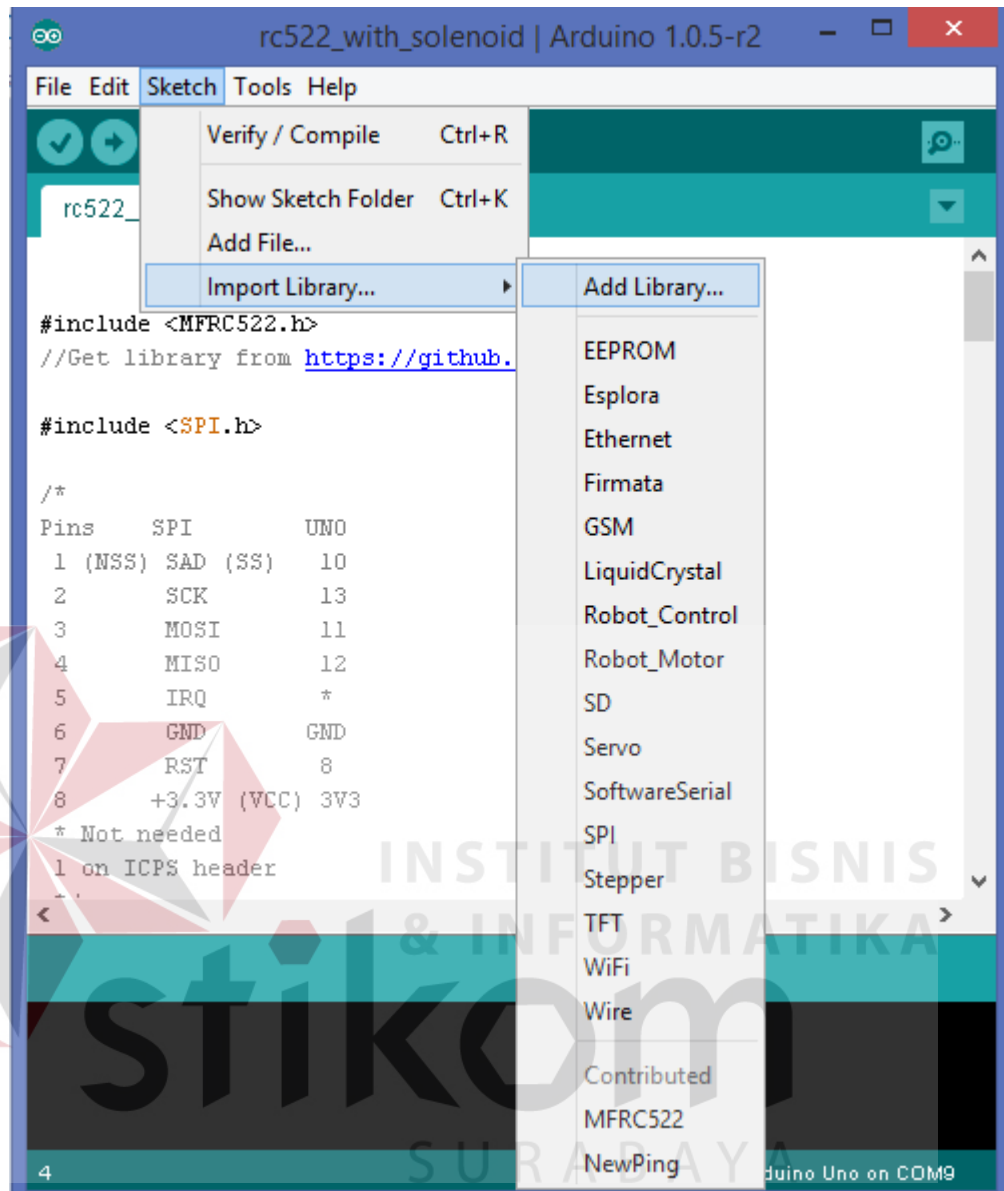 rc522_with_solenoid | Arduino 1.0.5-r2
File Edit Sketch Tools Help
Verify / Compile Ctrl+R
Show Sketch Folder Ctrl+K
Add File...
Import Library...
rc522_
Add Library...
EEPROM
Esplora
Ethernet
Firmata
GSM
LiquidCrystal
Robot_Control
Robot_Motor
SD
Servo
SoftwareSerial
SPI
Stepper
TFT
WiFi
Wire
Contributed
MFRC522
NewPing
#include <MFRC522.h>
//Get library from https://github.
#include <SPI.h>
/*
Pins SPI UNO
1 (NSS) SAD (SS) 10
2 SCK 13
3 MOSI 11
4 MISO 12
5 IRQ *
6 GND GND
7 RST 8
8 +3.3V (VCC) 3V3
* Not needed
1 on ICPS header
4
duino Uno on COM9
INSTITUT BISNIS
& INFORMATIKA
stikom
SURABAYA